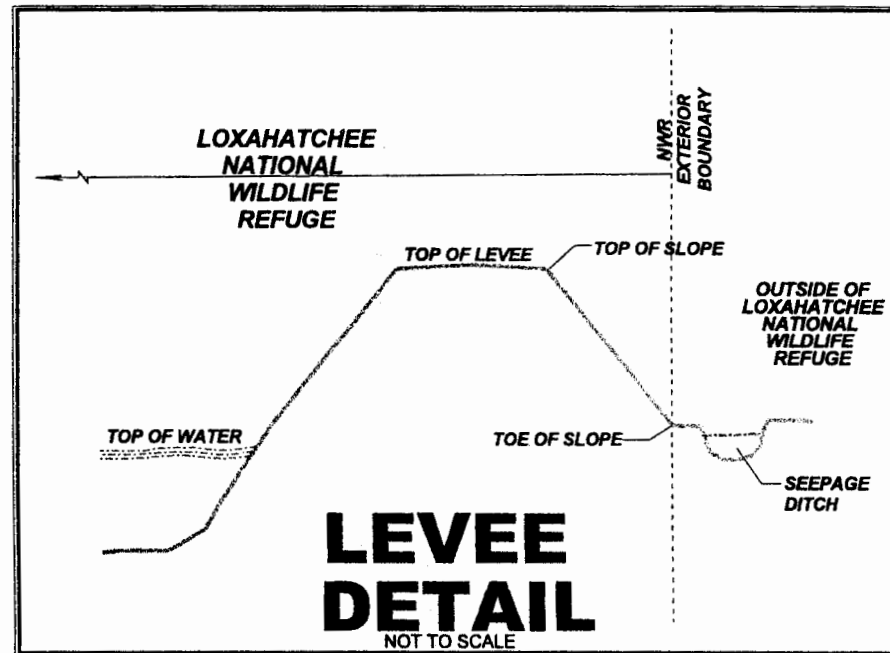 LOXAHATCHEE
NATIONAL
WILDLIFE
REFUGE
NWR
EXTERIOR
BOUNDARY
TOP OF LEVEE
TOP OF SLOPE
OUTSIDE OF
LOXAHATCHEE
NATIONAL
WILDLIFE
REFUGE
TOP OF WATER
TOE OF SLOPE
SEEPAGE
DITCH
LEVEE
DETAIL
NOT TO SCALE